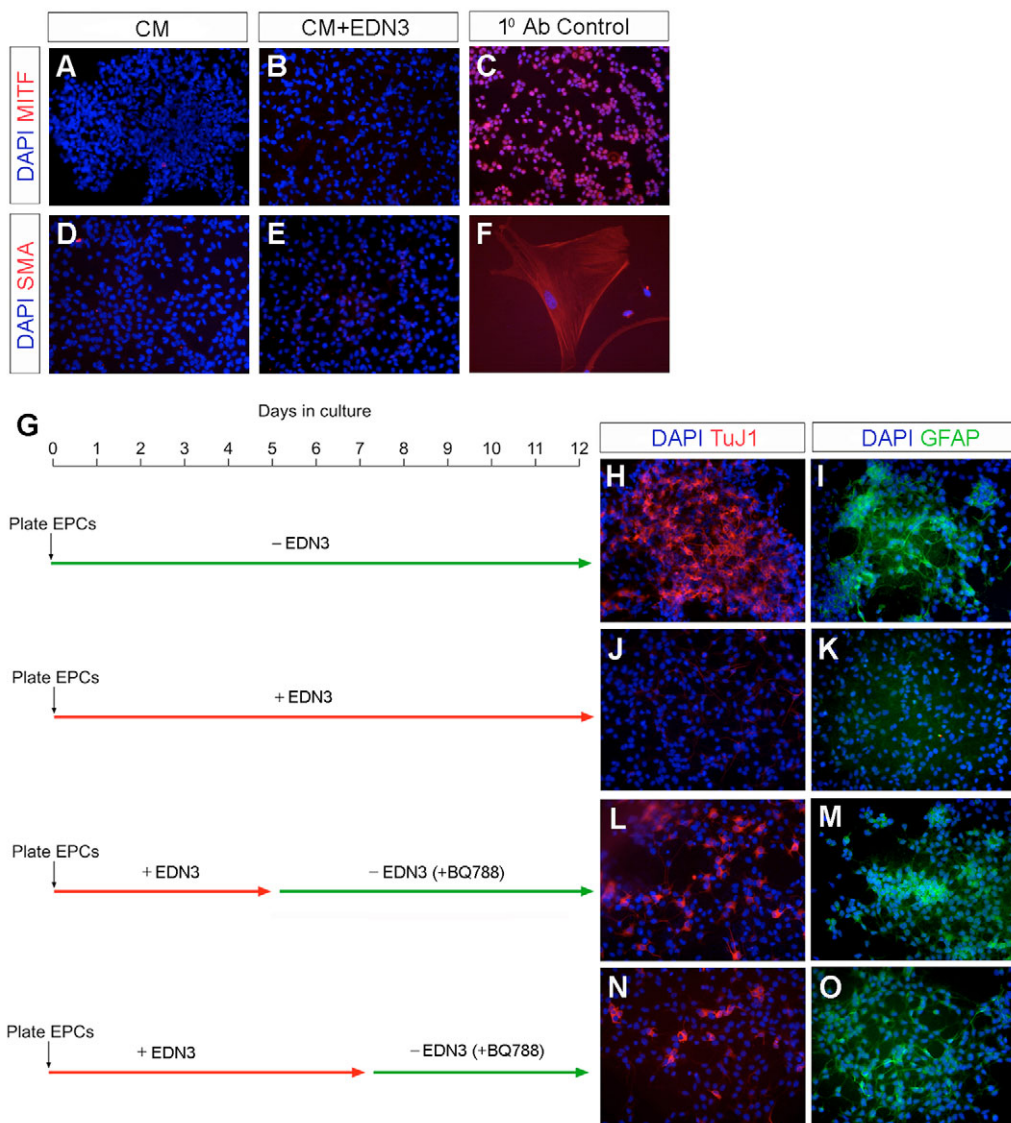 CM
CM+EDN3
1⁰ Ab Control
DAPI MITF
A
B
C
DAPI SMA
D
E
F
G
Days in culture
0 1 2 3 4 5 6 7 8 9 10 11 12
DAPI TuJ1
DAPI GFAP
Plate EPCs
– EDN3
H
I
Plate EPCs
+ EDN3
J
K
Plate EPCs
+ EDN3
– EDN3 (+BQ788)
L
M
Plate EPCs
+ EDN3
– EDN3 (+BQ788)
N
O